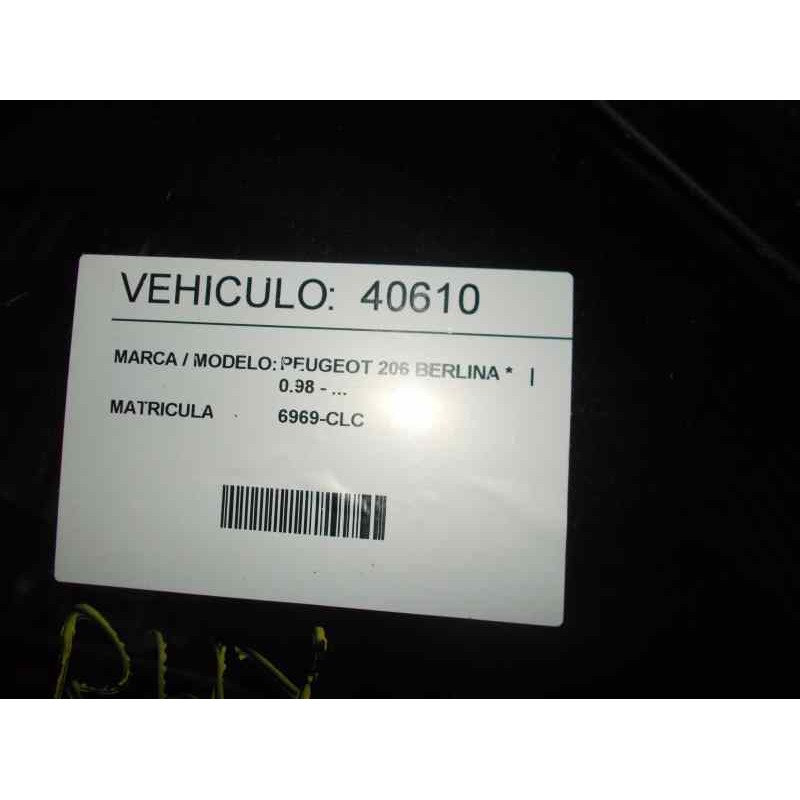 VEHICULO: 40610
MARCA / MODELO: PEUGEOT 206 BERLINA * |
0.98 - ...
MATRICULA 6969-CLC